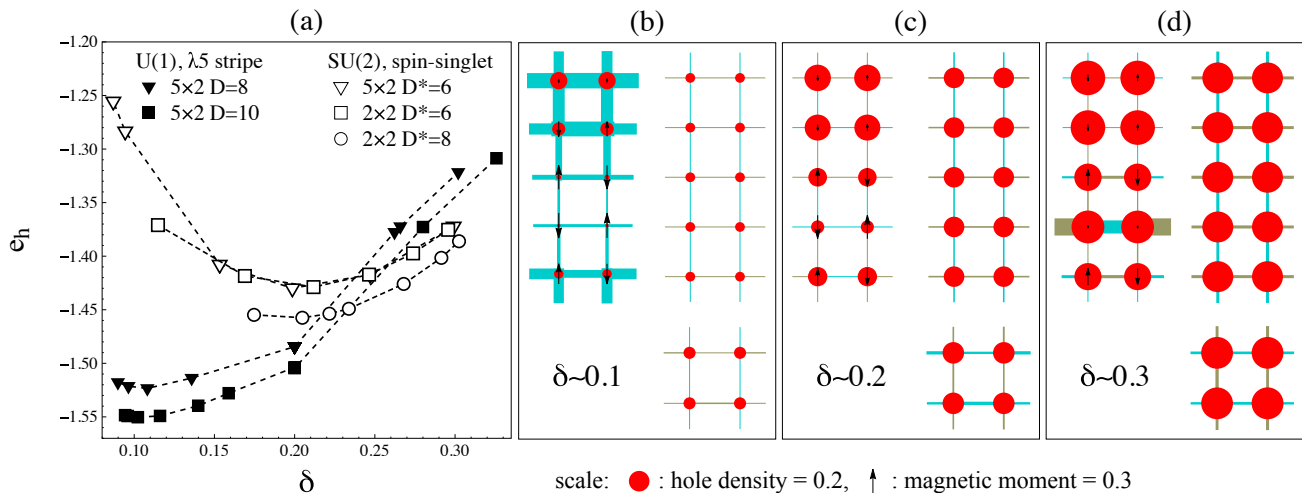 (a)
(b)
(c)
(d)
U(1), λ5 stripe
5×2 D=8
5×2 D=10
SU(2), spin-singlet
5×2 D*=6
2×2 D*=6
2×2 D*=8
−1.20
−1.25
−1.30
−1.35
−1.40
−1.45
−1.50
−1.55
e_h
0.10 0.15 0.20 0.25 0.30
δ
δ~0.1
δ~0.2
δ~0.3
scale: : hole density = 0.2, : magnetic moment = 0.3